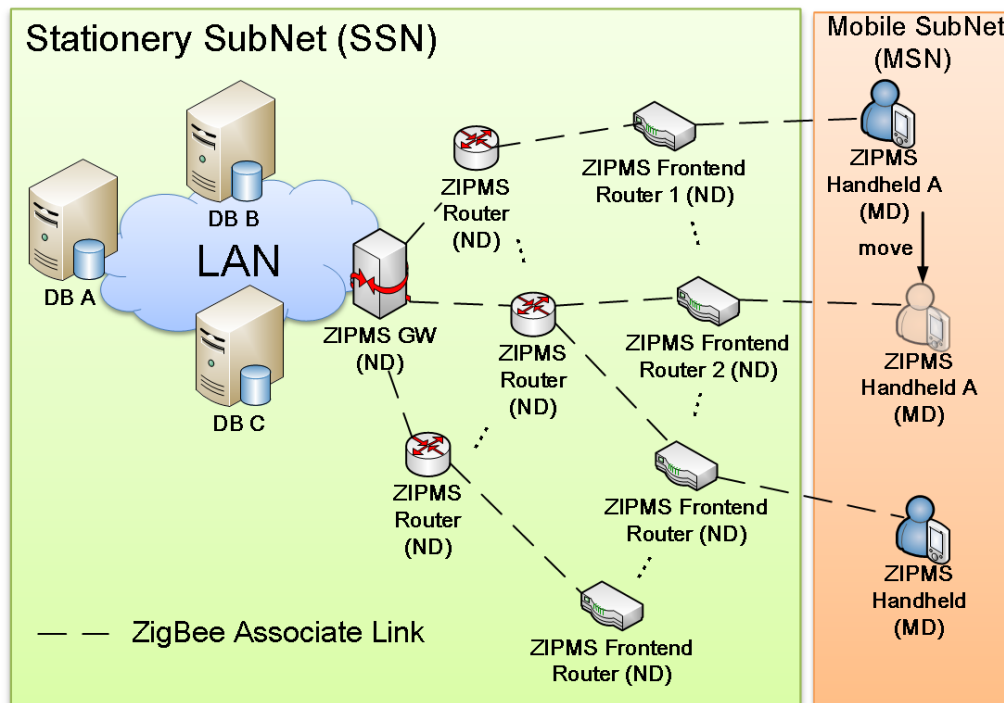 Stationery SubNet (SSN)
Mobile SubNet
(MSN)
DB B
DB A
LAN
DB C
ZIPMS GW
(ND)
ZIPMS
Router
(ND)
ZIPMS Frontend
Router 1 (ND)
ZIPMS
Handheld A
(MD)
move
ZIPMS
Router
(ND)
ZIPMS Frontend
Router 2 (ND)
ZIPMS
Handheld A
(MD)
ZIPMS
Router
(ND)
ZIPMS Frontend
Router (ND)
ZIPMS
Handheld
(MD)
ZIPMS Frontend
Router (ND)
ZigBee Associate Link